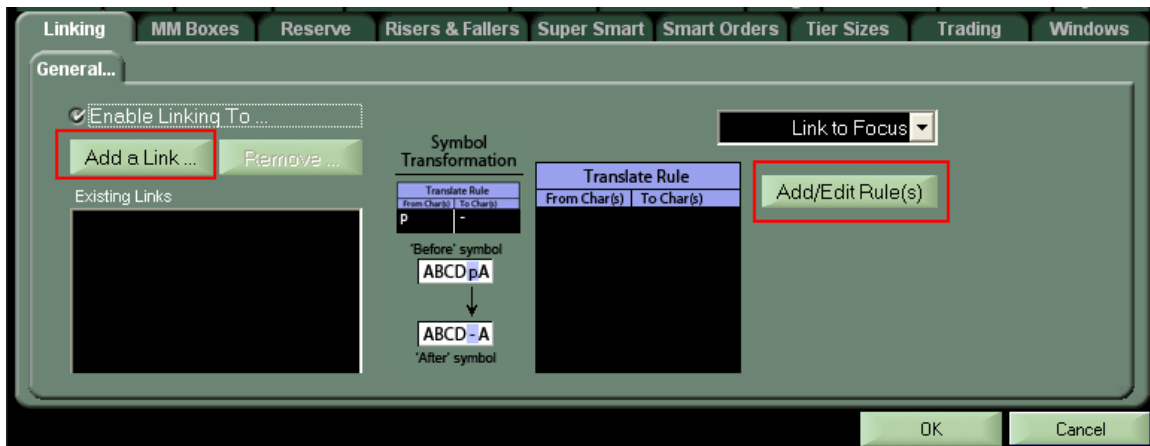 Linking MM Boxes Reserve Risers & Fallers Super Smart Smart Orders Tier Sizes Trading Windows
General...
Enable Linking To ...
Add a Link ... Remove ...
Existing Links
Symbol
Transformation
Translate Rule
From Char(s) To Char(s)
p -
'Before' symbol
ABCDpA
ABCD-A
'After' symbol
Link to Focus
Translate Rule
From Char(s) To Char(s)
Add/Edit Rule(s)
OK Cancel